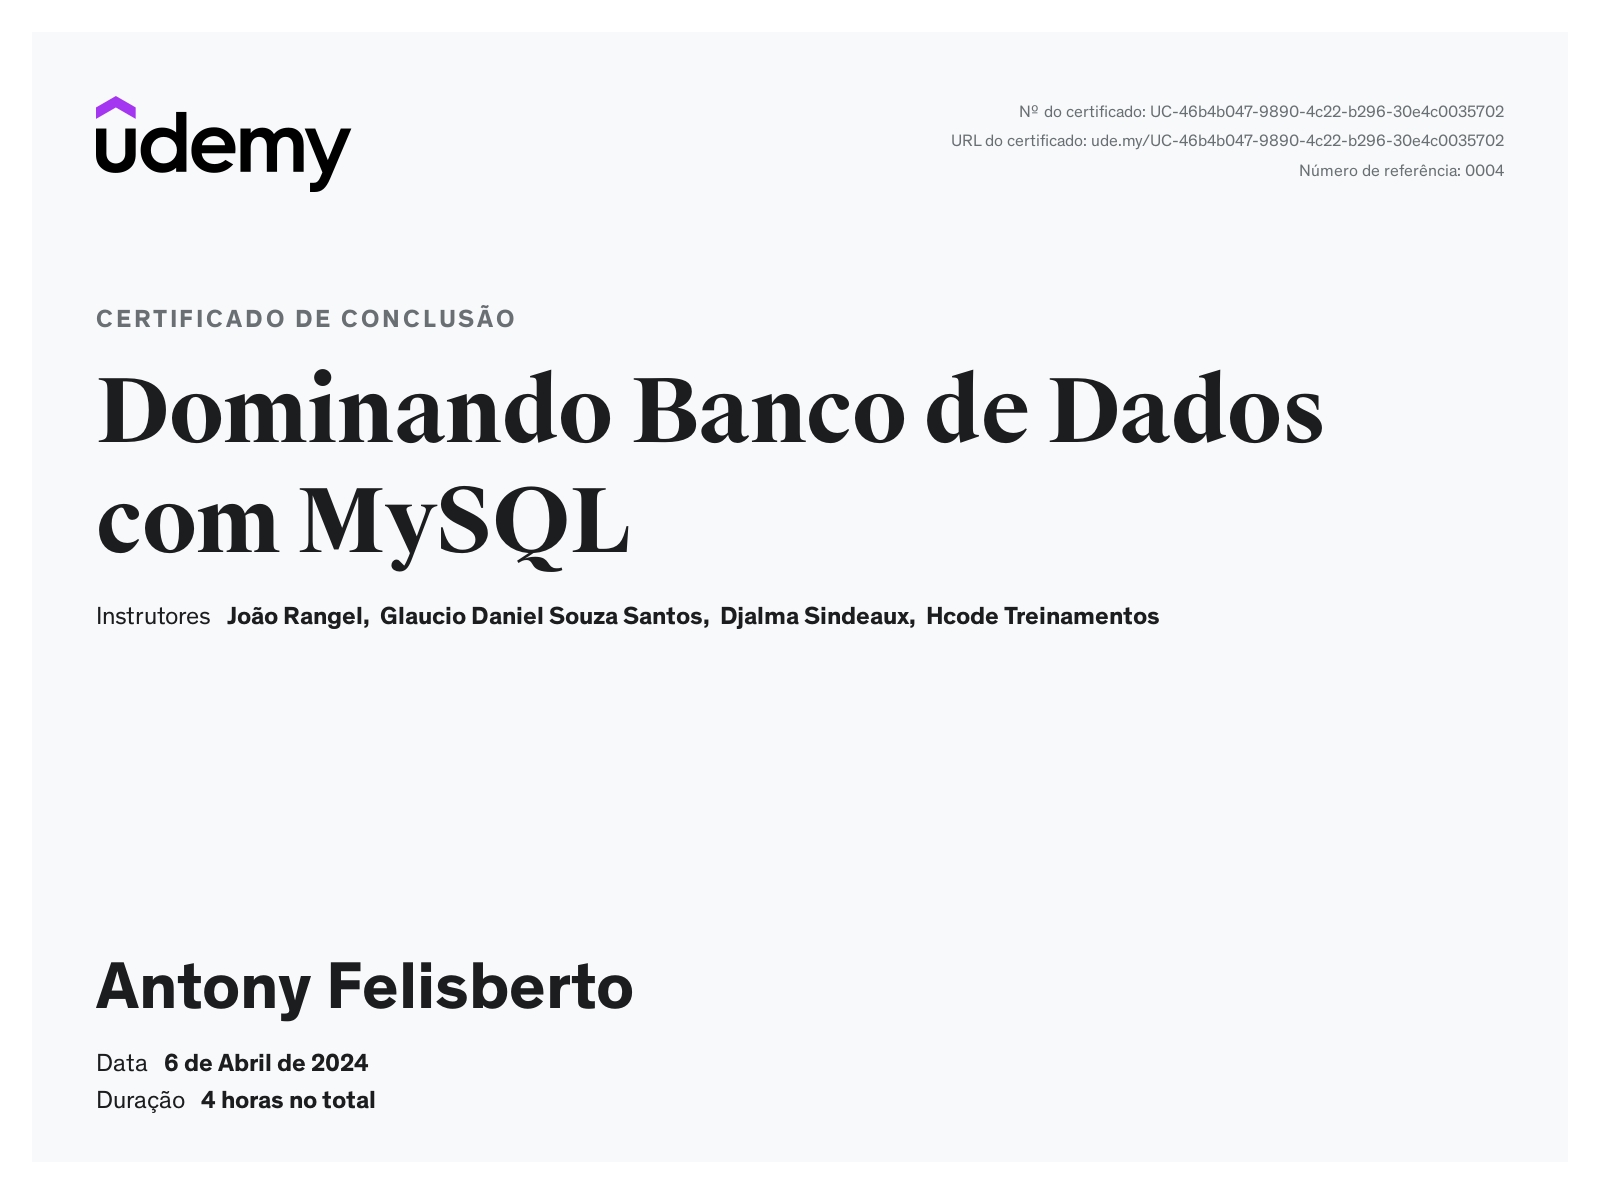 udemy
Nº do certificado: UC-46b4b047-9890-4c22-b296-30e4c0035702
URL do certificado: ude.my/UC-46b4b047-9890-4c22-b296-30e4c0035702
Número de referência: 0004
CERTIFICADO DE CONCLUSÃO
Dominando Banco de Dados
com MySQL
Instrutores João Rangel, Glaucio Daniel Souza Santos, Djalma Sindeaux, Hcode Treinamentos
Antony Felisberto
Data 6 de Abril de 2024
Duração 4 horas no total